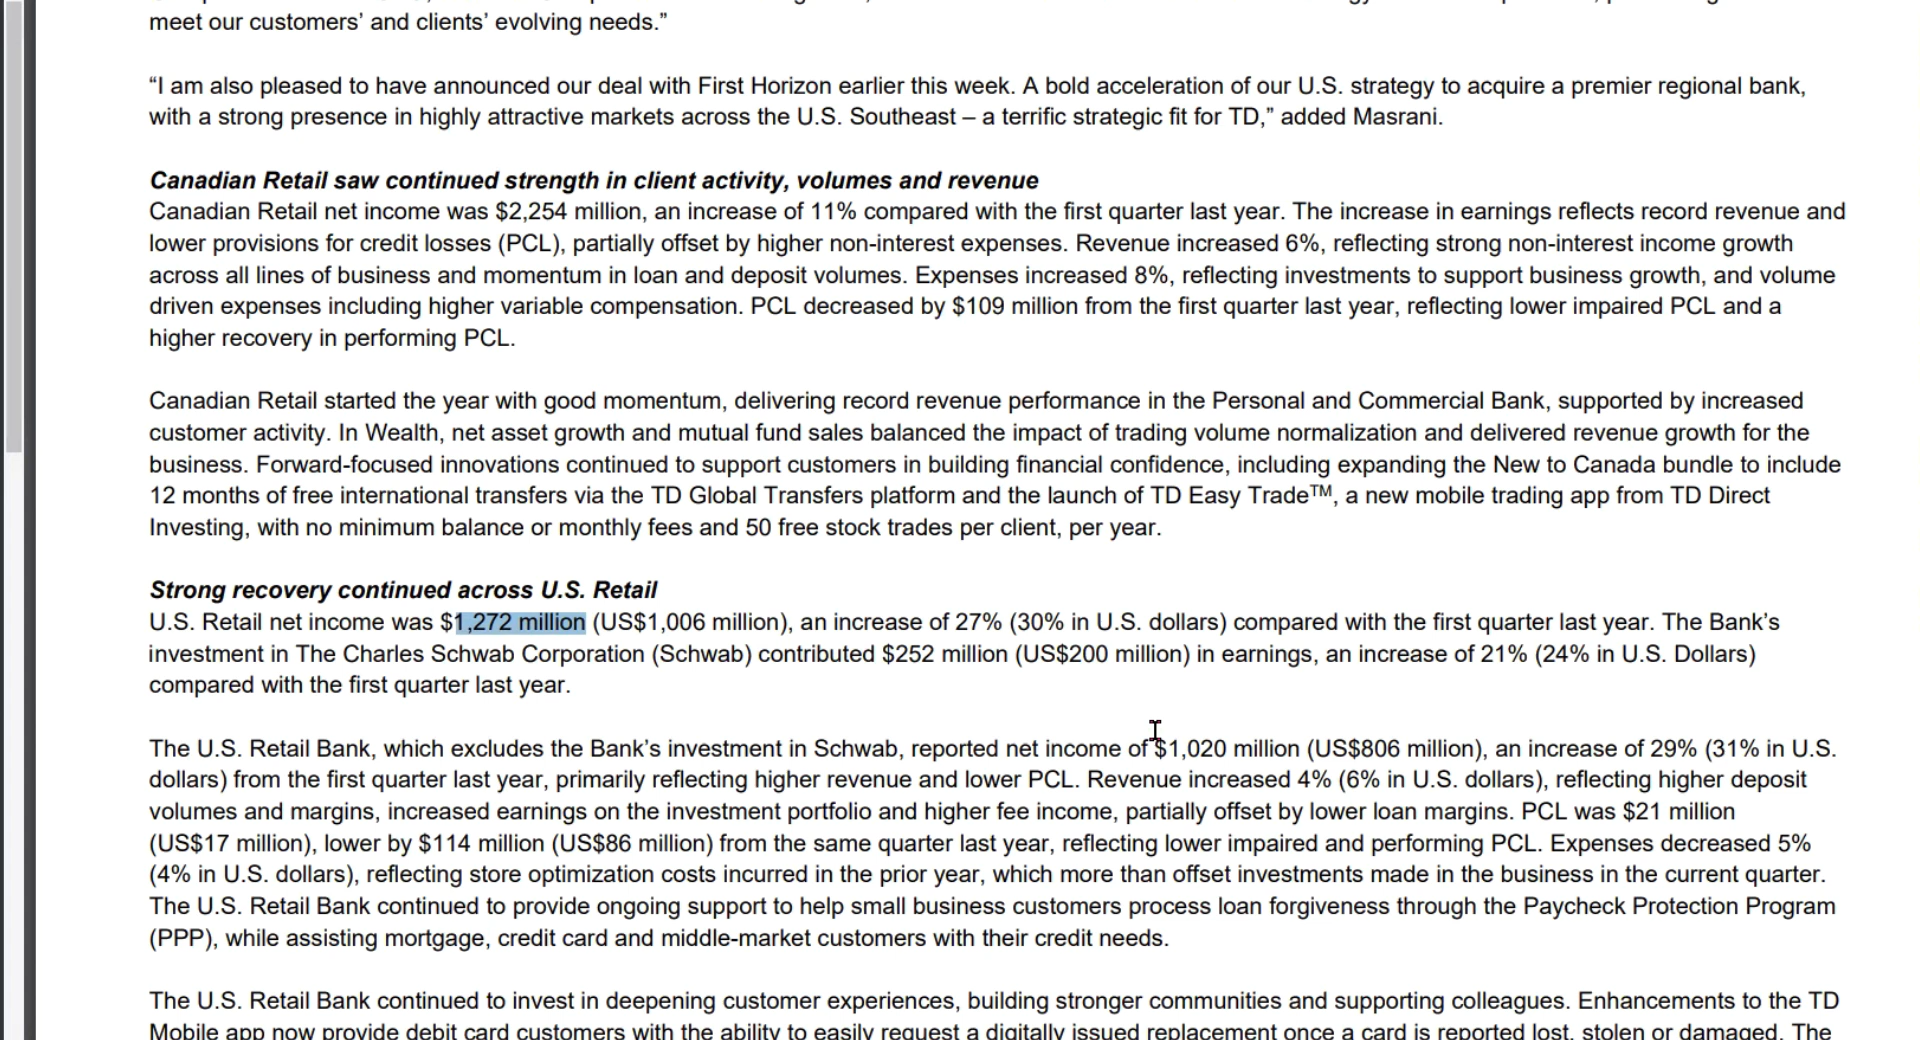 meet our customers’ and clients’ evolving needs.”
“I am also pleased to have announced our deal with First Horizon earlier this week. A bold acceleration of our U.S. strategy to acquire a premier regional bank,
with a strong presence in highly attractive markets across the U.S. Southeast – a terrific strategic fit for TD,” added Masrani.
Canadian Retail saw continued strength in client activity, volumes and revenue
Canadian Retail net income was $2,254 million, an increase of 11% compared with the first quarter last year. The increase in earnings reflects record revenue and
lower provisions for credit losses (PCL), partially offset by higher non-interest expenses. Revenue increased 6%, reflecting strong non-interest income growth
across all lines of business and momentum in loan and deposit volumes. Expenses increased 8%, reflecting investments to support business growth, and volume
driven expenses including higher variable compensation. PCL decreased by $109 million from the first quarter last year, reflecting lower impaired PCL and a
higher recovery in performing PCL.
Canadian Retail started the year with good momentum, delivering record revenue performance in the Personal and Commercial Bank, supported by increased
customer activity. In Wealth, net asset growth and mutual fund sales balanced the impact of trading volume normalization and delivered revenue growth for the
business. Forward-focused innovations continued to support customers in building financial confidence, including expanding the New to Canada bundle to include
12 months of free international transfers via the TD Global Transfers platform and the launch of TD Easy Trade™, a new mobile trading app from TD Direct
Investing, with no minimum balance or monthly fees and 50 free stock trades per client, per year.
Strong recovery continued across U.S. Retail
U.S. Retail net income was $1,272 million (US$1,006 million), an increase of 27% (30% in U.S. dollars) compared with the first quarter last year. The Bank’s
investment in The Charles Schwab Corporation (Schwab) contributed $252 million (US$200 million) in earnings, an increase of 21% (24% in U.S. Dollars)
compared with the first quarter last year.
The U.S. Retail Bank, which excludes the Bank’s investment in Schwab, reported net income of $1,020 million (US$806 million), an increase of 29% (31% in U.S.
dollars) from the first quarter last year, primarily reflecting higher revenue and lower PCL. Revenue increased 4% (6% in U.S. dollars), reflecting higher deposit
volumes and margins, increased earnings on the investment portfolio and higher fee income, partially offset by lower loan margins. PCL was $21 million
(US$17 million), lower by $114 million (US$86 million) from the same quarter last year, reflecting lower impaired and performing PCL. Expenses decreased 5%
(4% in U.S. dollars), reflecting store optimization costs incurred in the prior year, which more than offset investments made in the business in the current quarter.
The U.S. Retail Bank continued to provide ongoing support to help small business customers process loan forgiveness through the Paycheck Protection Program
(PPP), while assisting mortgage, credit card and middle-market customers with their credit needs.
The U.S. Retail Bank continued to invest in deepening customer experiences, building stronger communities and supporting colleagues. Enhancements to the TD
Mobile app now provide debit card customers with the ability to easily request a digitally issued replacement once a card is reported lost, stolen or damaged. The